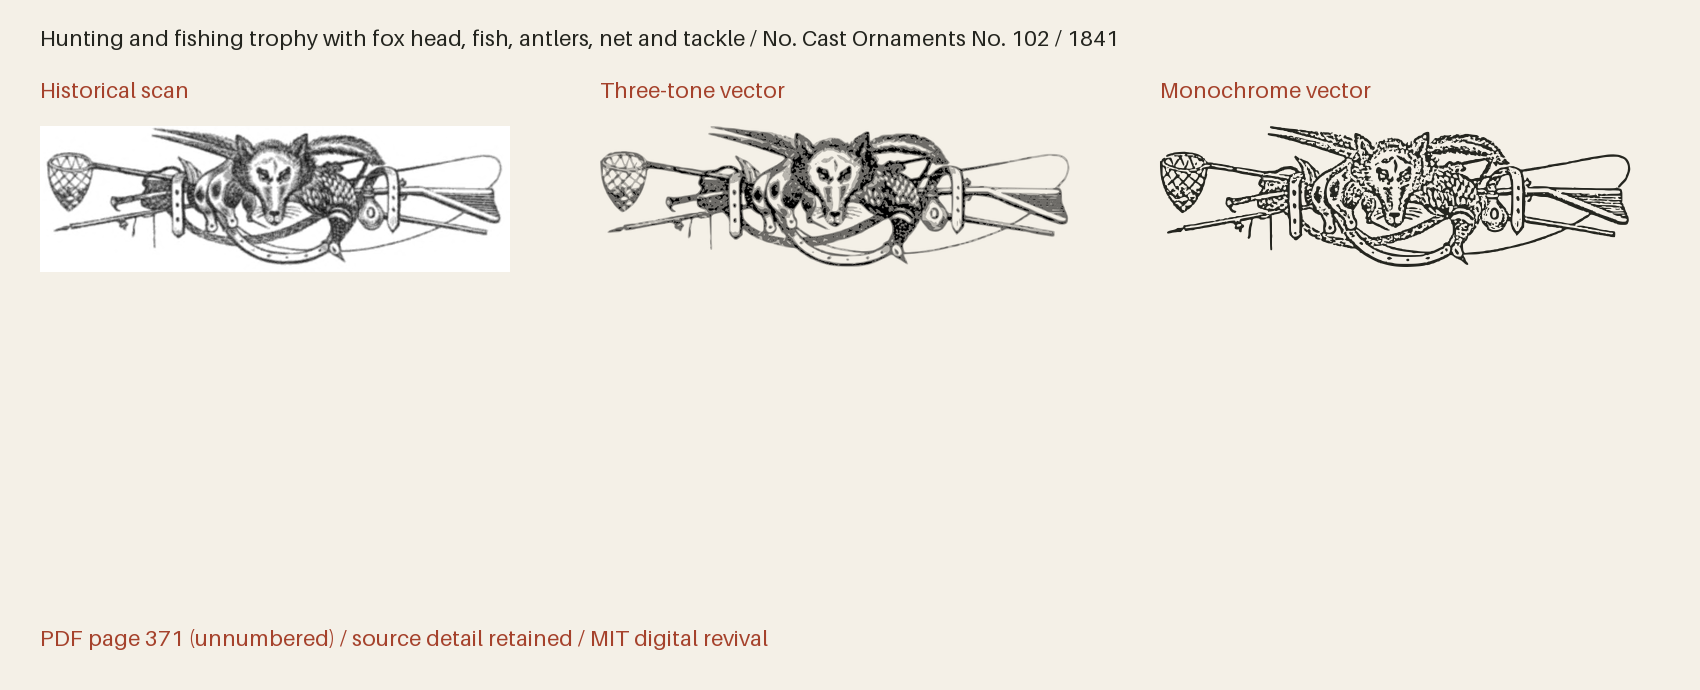 Hunting and fishing trophy with fox head, fish, antlers, net and tackle / No. Cast Ornaments No. 102 / 1841
Historical scan
Three-tone vector
Monochrome vector
PDF page 371 (unnumbered) / source detail retained / MIT digital revival